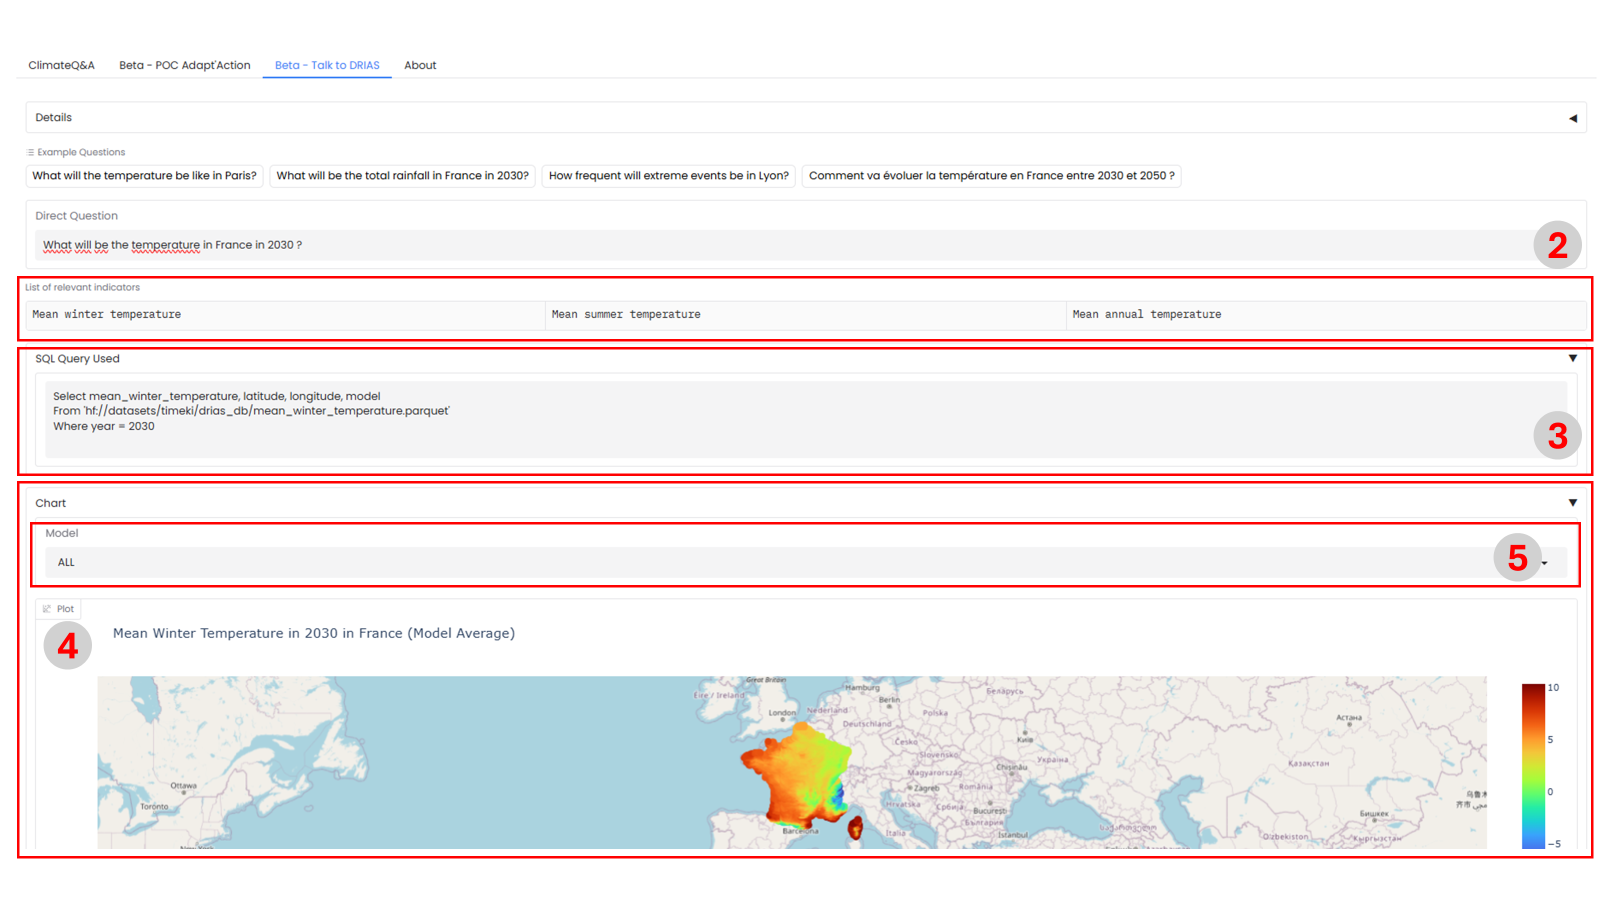 ClimateQ&A Beta - POC Adapt'Action Beta - Talk to DRIAS About
Details
Example Questions
What will the temperature be like in Paris? What will be the total rainfall in France in 2030? How frequent will extreme events be in Lyon? Comment va évoluer la température en France entre 2030 et 2050 ?
Direct Question
What will be the temperature in France in 2030 ?
2
List of relevant indicators
Mean winter temperature Mean summer temperature Mean annual temperature
SQL Query Used
Select mean_winter_temperature, latitude, longitude, model
From 'hf://datasets/timeki/drias_db/mean_winter_temperature.parquet'
Where year = 2030
3
Chart
Model
ALL
5
Plot
4
Mean Winter Temperature in 2030 in France (Model Average)
Great Britain
Hamburg
Éire / Ireland
Беларусь
Berlin
London
Nederland
Polska
Deutschland
Астана
Київ
Česko
Україна
Slovensko
Chișinău
Казақстан
Magyarország
Ottawa
Zagreb
România
Toronto
Hrvatska
Србија
București
България
Бишкек
Barcelona
Italia
İstanbul
Oʻzbekiston
Кыргызстан
10
5
0
−5